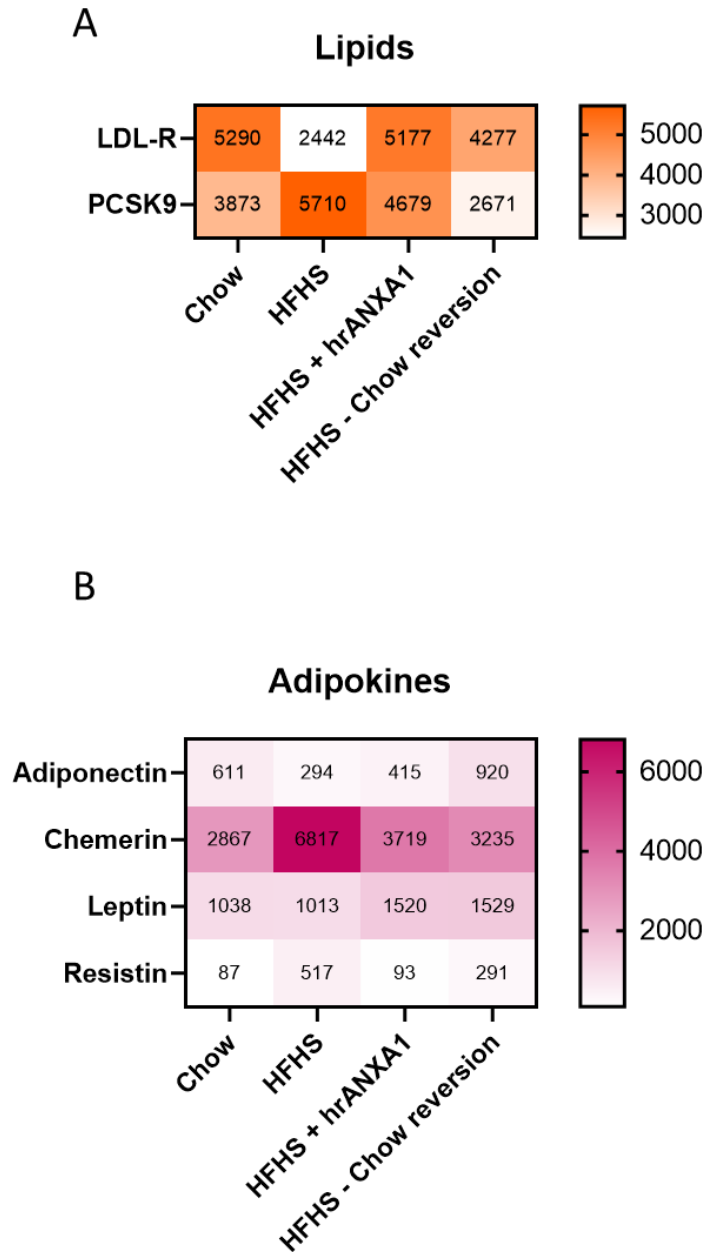 A
Lipids
LDL-R 5290 2442 5177 4277
PCSK9 3873 5710 4679 2671
5000
4000
3000
Chow
HFHS
HFHS + hrANXA1
HFHS - Chow reversion
B
Adipokines
Adiponectin 611 294 415 920
Chemerin 2867 6817 3719 3235
Leptin 1038 1013 1520 1529
Resistin 87 517 93 291
6000
4000
2000
Chow
HFHS
HFHS + hrANXA1
HFHS - Chow reversion